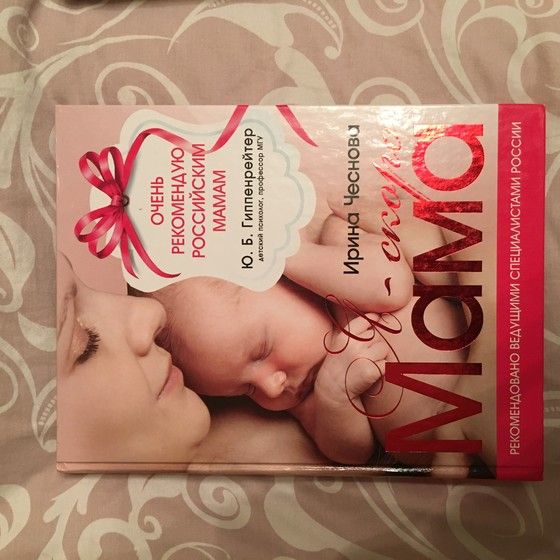 ОЧЕНЬ
РЕКОМЕНДУЮ
РОССИЙСКИМ
МАМАМ
Ю. Б. Гиппенрейтер
детский психолог, профессор МГУ
Ирина Чеснова
Я - скоро
Мама
РЕКОМЕНДОВАНО ВЕДУЩИМИ СПЕЦИАЛИСТАМИ РОССИИ